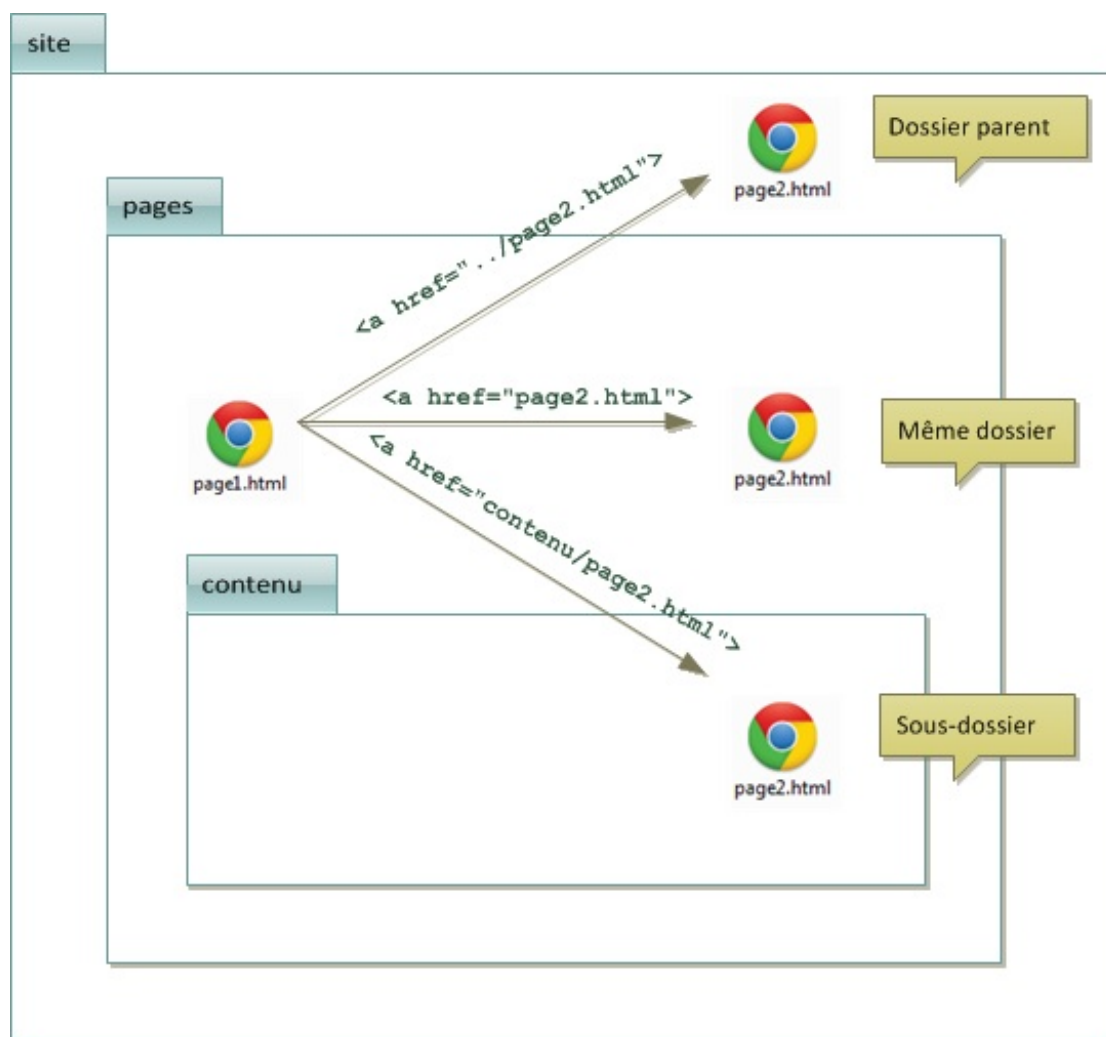 site
Dossier parent
page2.html
pages
<a href="../page2.html">
<a href="page2.html">
Même dossier
page1.html
page2.html
<a href="contenu/page2.html">
contenu
Sous-dossier
page2.html